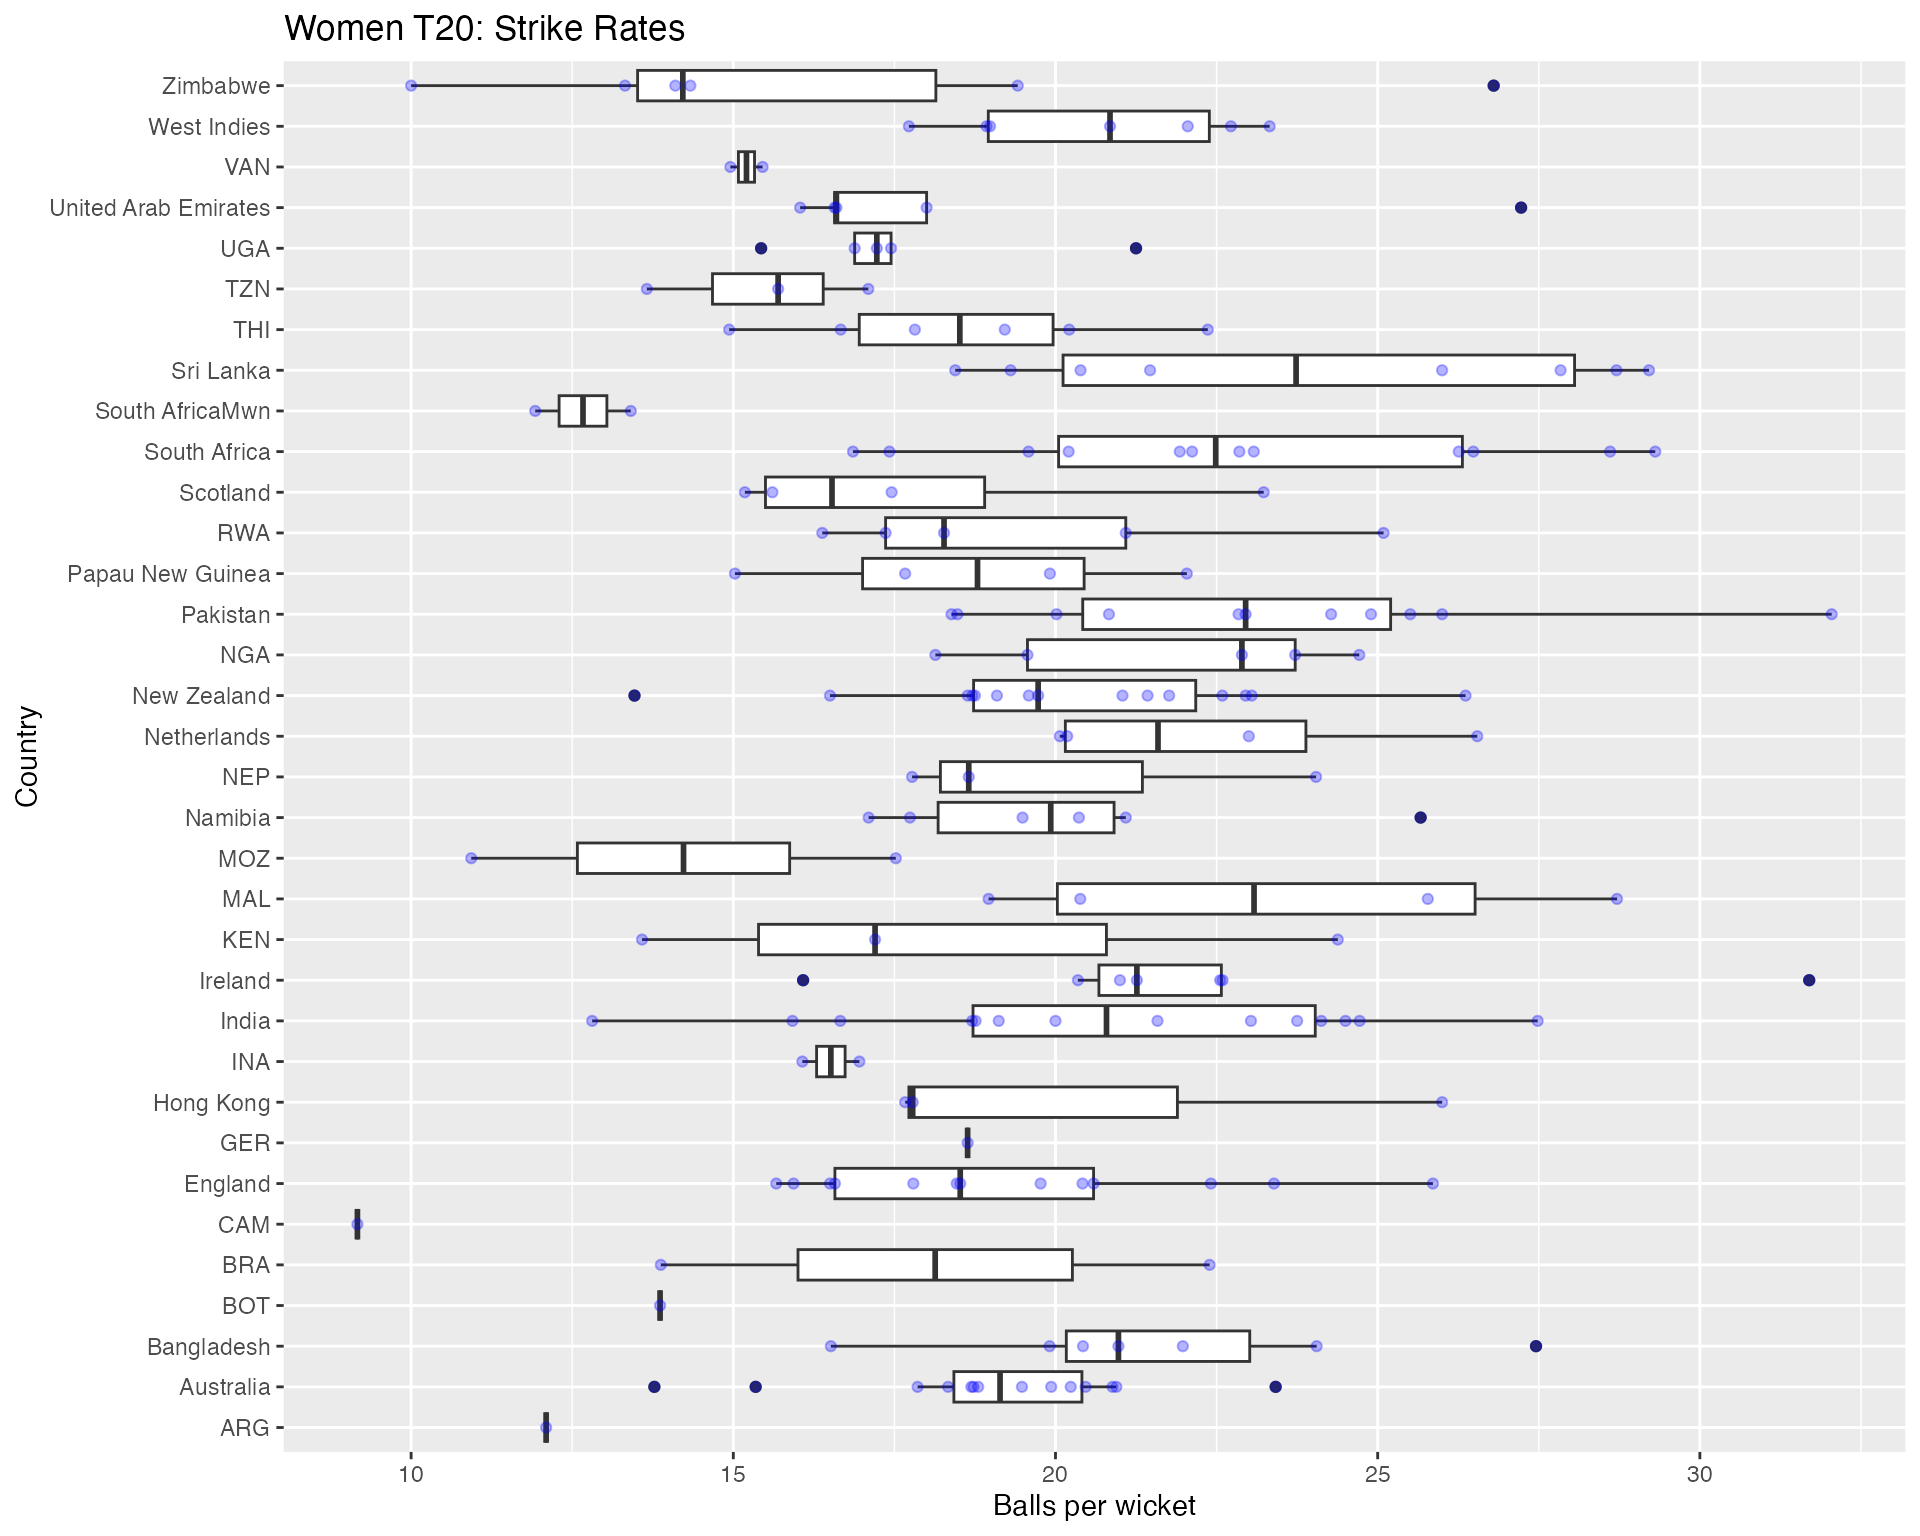 Women T20: Strike Rates
Zimbabwe
West Indies
VAN
United Arab Emirates
UGA
TZN
THI
Sri Lanka
South AfricaMwn
South Africa
Scotland
RWA
Papau New Guinea
Pakistan
NGA
New Zealand
Netherlands
NEP
Namibia
MOZ
MAL
KEN
Ireland
India
INA
Hong Kong
GER
England
CAM
BRA
BOT
Bangladesh
Australia
ARG
Country
10 15 20 25 30
Balls per wicket